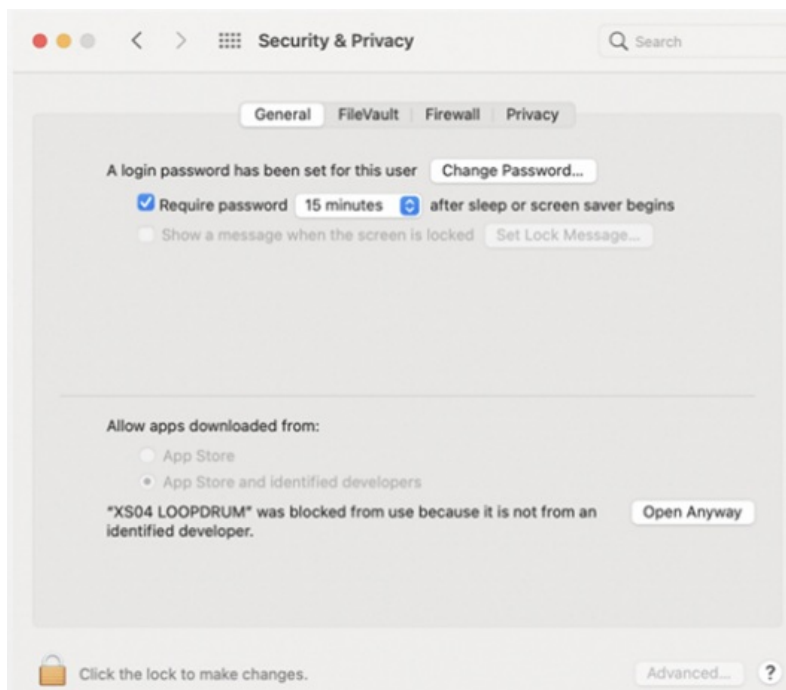 Security & Privacy
Search
General FileVault Firewall Privacy
A login password has been set for this user Change Password...
Require password 15 minutes after sleep or screen saver begins
Show a message when the screen is locked Set Lock Message...
Allow apps downloaded from:
App Store
App Store and identified developers
"XS04 LOOPDRUM" was blocked from use because it is not from an Open Anyway
identified developer.
Click the lock to make changes. Advanced... ?